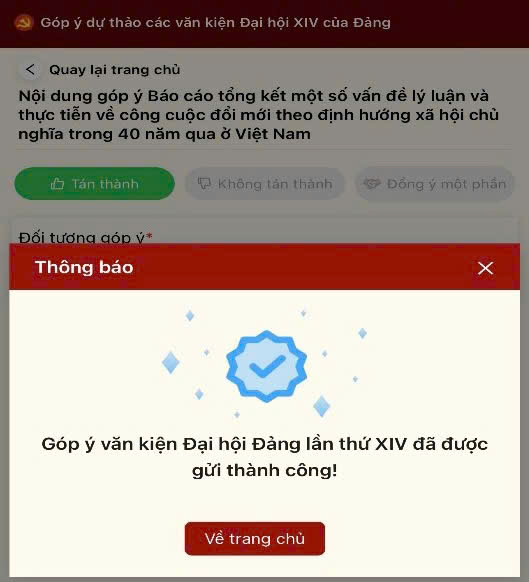 Góp ý dự thảo các văn kiện Đại hội XIV của Đảng
Quay lại trang chủ
Nội dung góp ý Báo cáo tổng kết một số vấn đề lý luận và
thực tiễn về công cuộc đổi mới theo định hướng xã hội chủ
nghĩa trong 40 năm qua ở Việt Nam
Tán thành
Không tán thành
Đồng ý một phần
Đối tượng góp ý*
Thông báo
Góp ý văn kiện Đại hội Đảng lần thứ XIV đã được
gửi thành công!
Về trang chủ